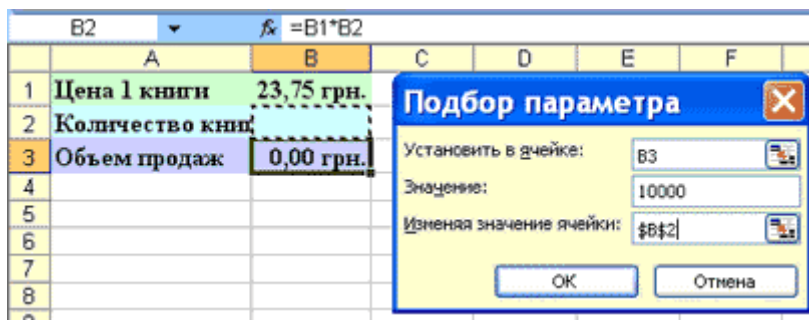 B2 fx =B1*B2
A B C D E F
1 Цена 1 книги 23,75 грн.
2 Количество книг
3 Объем продаж 0,00 грн.
4
5
6
7
8
Подбор параметра
Установить в ячейке: B3
Значение: 10000
Изменяя значение ячейки: $B$2
ОК Отмена